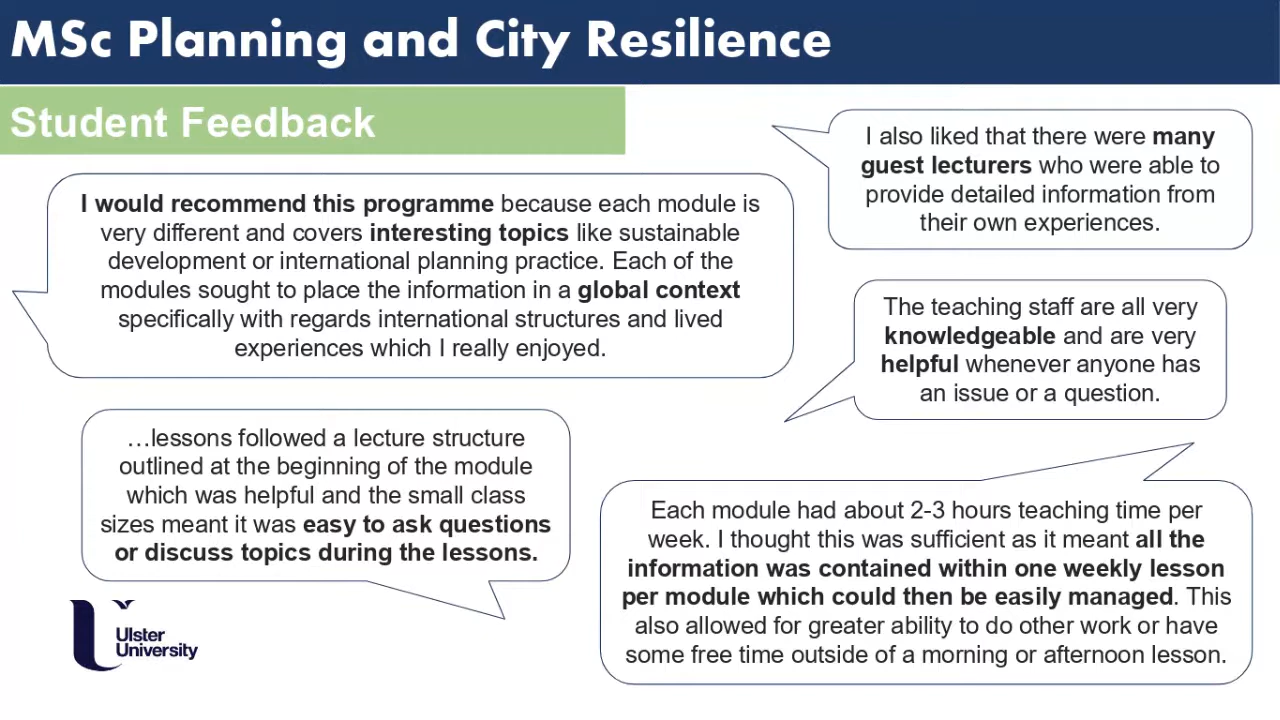 MSc Planning and City Resilience
Student Feedback
I also liked that there were many
guest lecturers who were able to
provide detailed information from
their own experiences.
I would recommend this programme because each module is
very different and covers interesting topics like sustainable
development or international planning practice. Each of the
modules sought to place the information in a global context
specifically with regards international structures and lived
experiences which I really enjoyed.
The teaching staff are all very
knowledgeable and are very
helpful whenever anyone has
an issue or a question.
…lessons followed a lecture structure
outlined at the beginning of the module
which was helpful and the small class
sizes meant it was easy to ask questions
or discuss topics during the lessons.
Each module had about 2-3 hours teaching time per
week. I thought this was sufficient as it meant all the
information was contained within one weekly lesson
per module which could then be easily managed. This
also allowed for greater ability to do other work or have
some free time outside of a morning or afternoon lesson.
Ulster
University